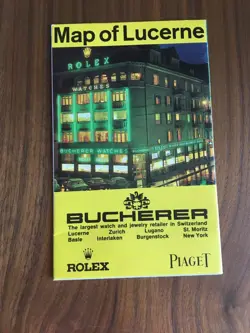 Map of Lucerne
ROLEX
WATCHES
BUCHERER WATCHES
BUCHERER
The largest watch and jewelry retailer in Switzerland
Lucerne Zurich Lugano St. Moritz
Basle Interlaken Burgenstock New York
ROLEX PIAGET